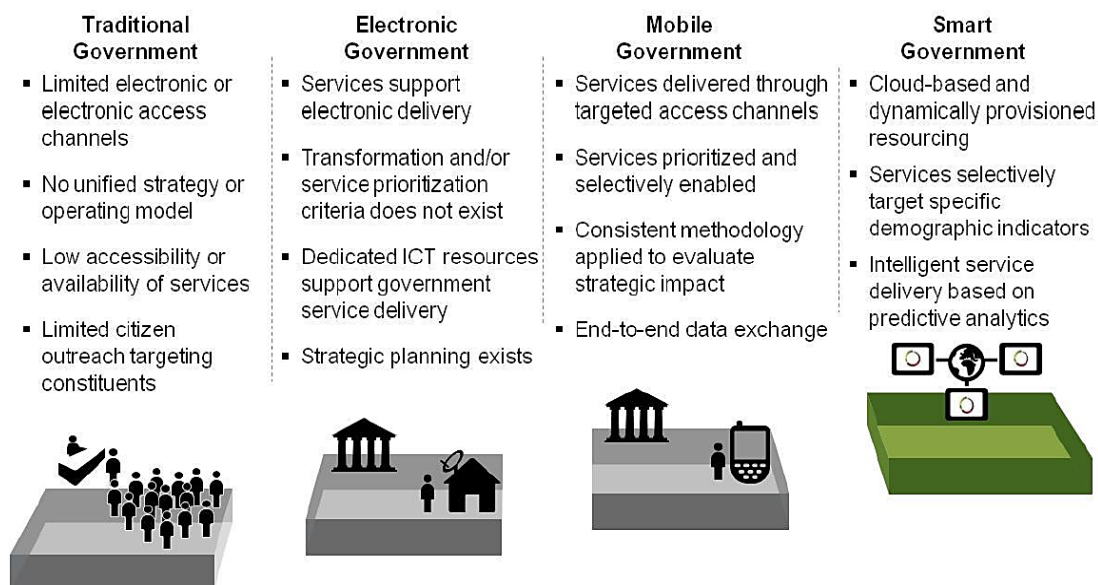 Traditional
Government
▪ Limited electronic or
electronic access
channels
▪ No unified strategy or
operating model
▪ Low accessibility or
availability of services
▪ Limited citizen
outreach targeting
constituents
Electronic
Government
▪ Services support
electronic delivery
▪ Transformation and/or
service prioritization
criteria does not exist
▪ Dedicated ICT resources
support government
service delivery
▪ Strategic planning exists
Mobile
Government
▪ Services delivered through
targeted access channels
▪ Services prioritized and
selectively enabled
▪ Consistent methodology
applied to evaluate
strategic impact
▪ End-to-end data exchange
Smart
Government
▪ Cloud-based and
dynamically provisioned
resourcing
▪ Services selectively
target specific
demographic indicators
▪ Intelligent service
delivery based on
predictive analytics